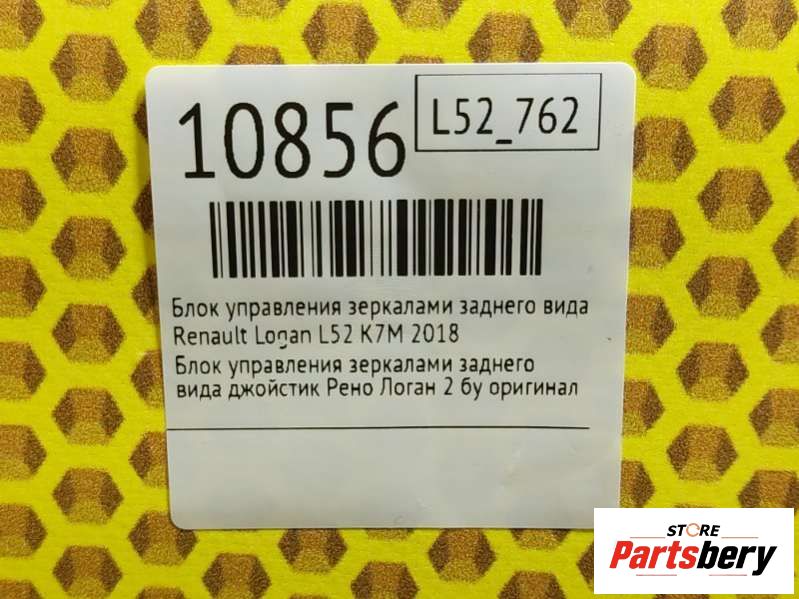 10856
L52_762
Блок управления зеркалами заднего вида
Renault Logan L52 K7M 2018
Блок управления зеркалами заднего
вида джойстик Рено Логан 2 бу оригинал
STORE
Partsbery